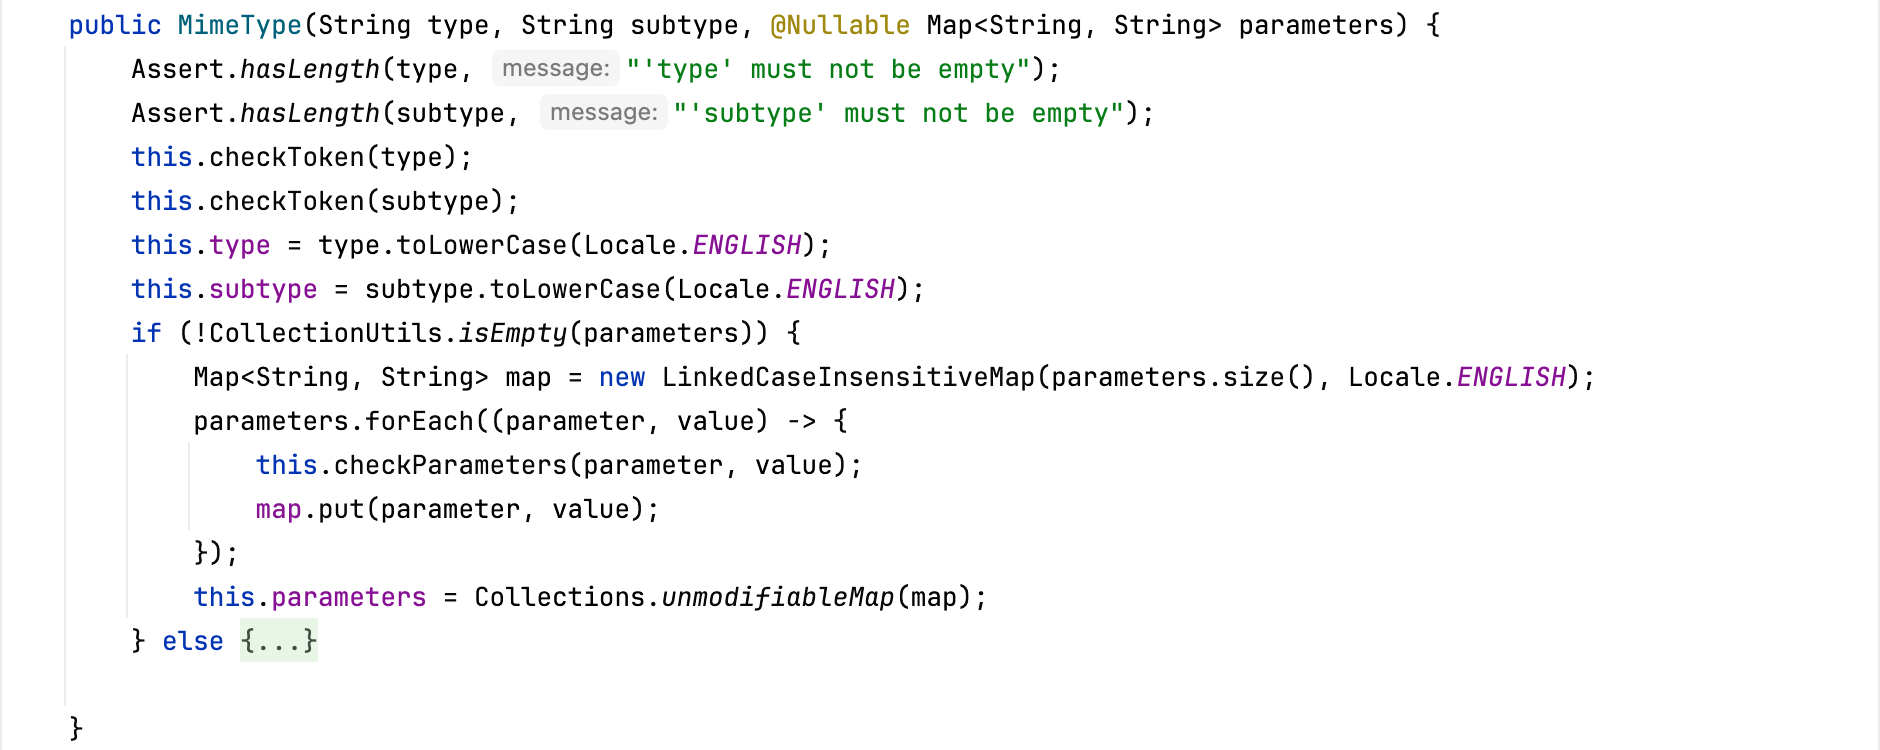 public MimeType(String type, String subtype, @Nullable Map<String, String> parameters) {
Assert.hasLength(type, message: "'type' must not be empty");
Assert.hasLength(subtype, message: "'subtype' must not be empty");
this.checkToken(type);
this.checkToken(subtype);
this.type = type.toLowerCase(Locale.ENGLISH);
this.subtype = subtype.toLowerCase(Locale.ENGLISH);
if (!CollectionUtils.isEmpty(parameters)) {
Map<String, String> map = new LinkedCaseInsensitiveMap(parameters.size(), Locale.ENGLISH);
parameters.forEach((parameter, value) -> {
this.checkParameters(parameter, value);
map.put(parameter, value);
});
this.parameters = Collections.unmodifiableMap(map);
} else {...}
}